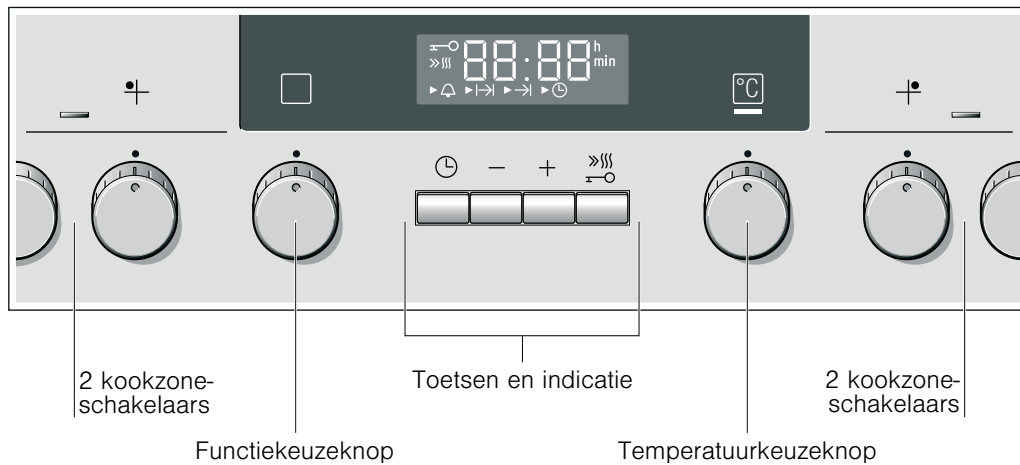 88:88 h
min
°C
− +
2 kookzone-
schakelaars
Toetsen en indicatie
2 kookzone-
schakelaars
Functiekeuzeknop
Temperatuurkeuzeknop